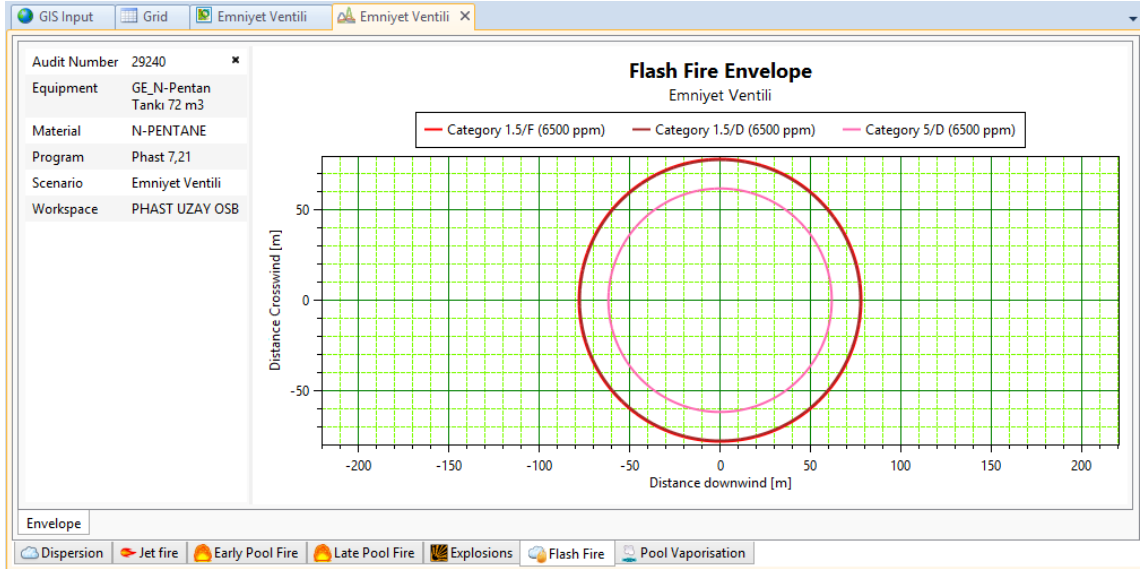 GIS Input Grid Emniyet Ventili Emniyet Ventili
Audit Number 29240
Equipment GE_N-Pentan
Tankı 72 m3
Material N-PENTANE
Program Phast 7,21
Scenario Emniyet Ventili
Workspace PHAST UZAY OSB
Flash Fire Envelope
Emniyet Ventili
Category 1.5/F (6500 ppm) Category 1.5/D (6500 ppm) Category 5/D (6500 ppm)
Distance Crosswind [m]
50
0
-50
-200 -150 -100 -50 0 50 100 150 200
Distance downwind [m]
Envelope
Dispersion Jet fire Early Pool Fire Late Pool Fire Explosions Flash Fire Pool Vaporisation